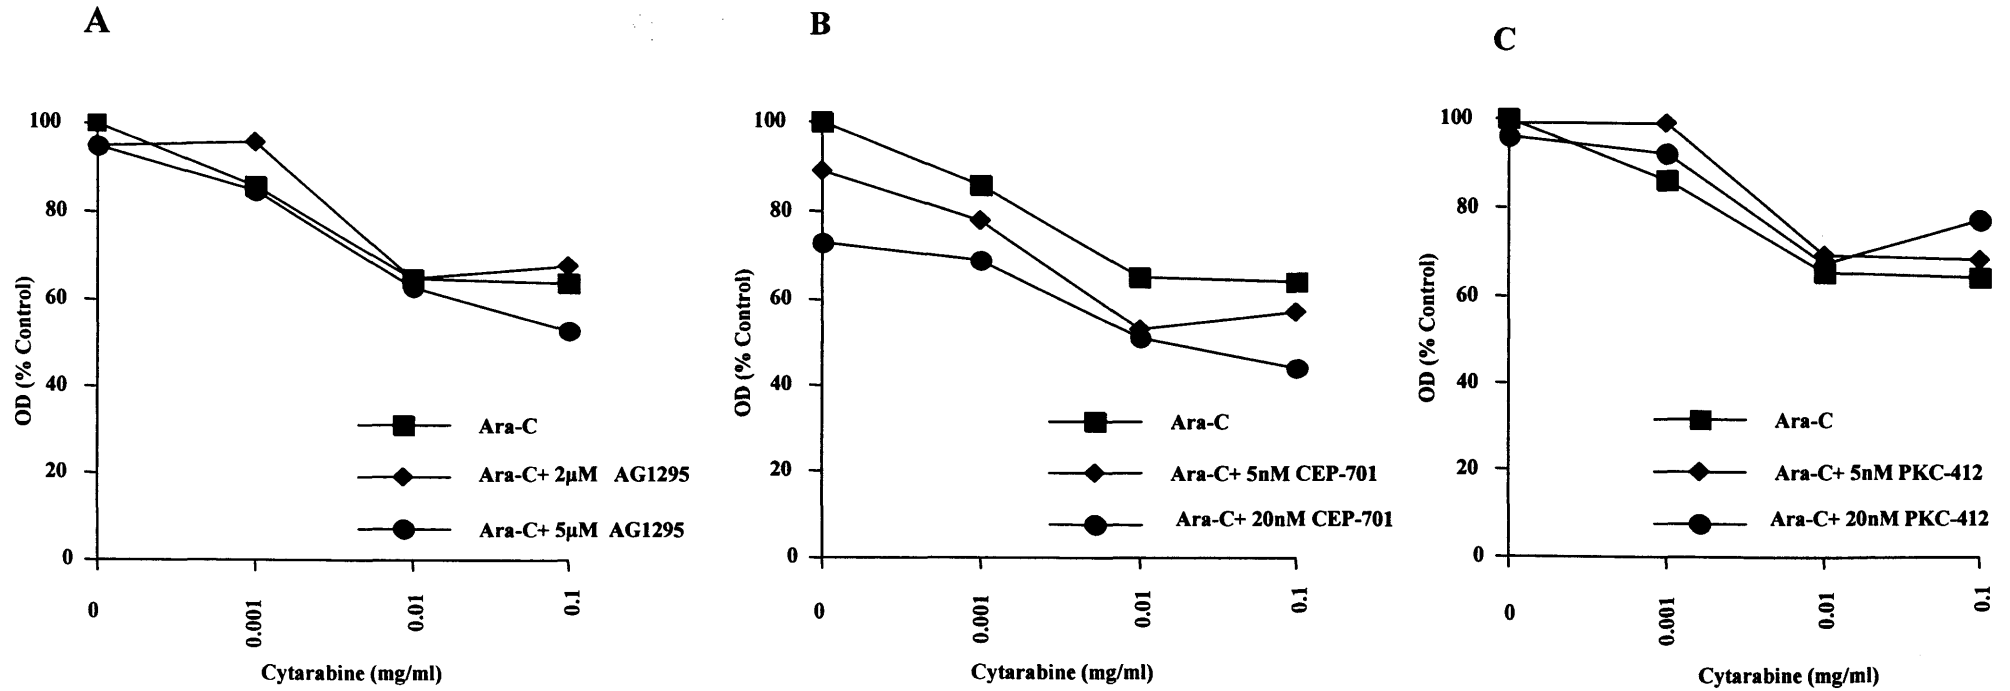 A
100
80
60
40
20
0
OD (% Control)
Ara-C
Ara-C+ 2μM AG1295
Ara-C+ 5μM AG1295
0
0.001
0.01
0.1
Cytarabine (mg/ml)
B
100
80
60
40
20
0
OD (% Control)
Ara-C
Ara-C+ 5nM CEP-701
Ara-C+ 20nM CEP-701
0
0.001
0.01
0.1
Cytarabine (mg/ml)
C
100
80
60
40
20
0
OD (% Control)
Ara-C
Ara-C+ 5nM PKC-412
Ara-C+ 20nM PKC-412
0
0.001
0.01
0.1
Cytarabine (mg/ml)